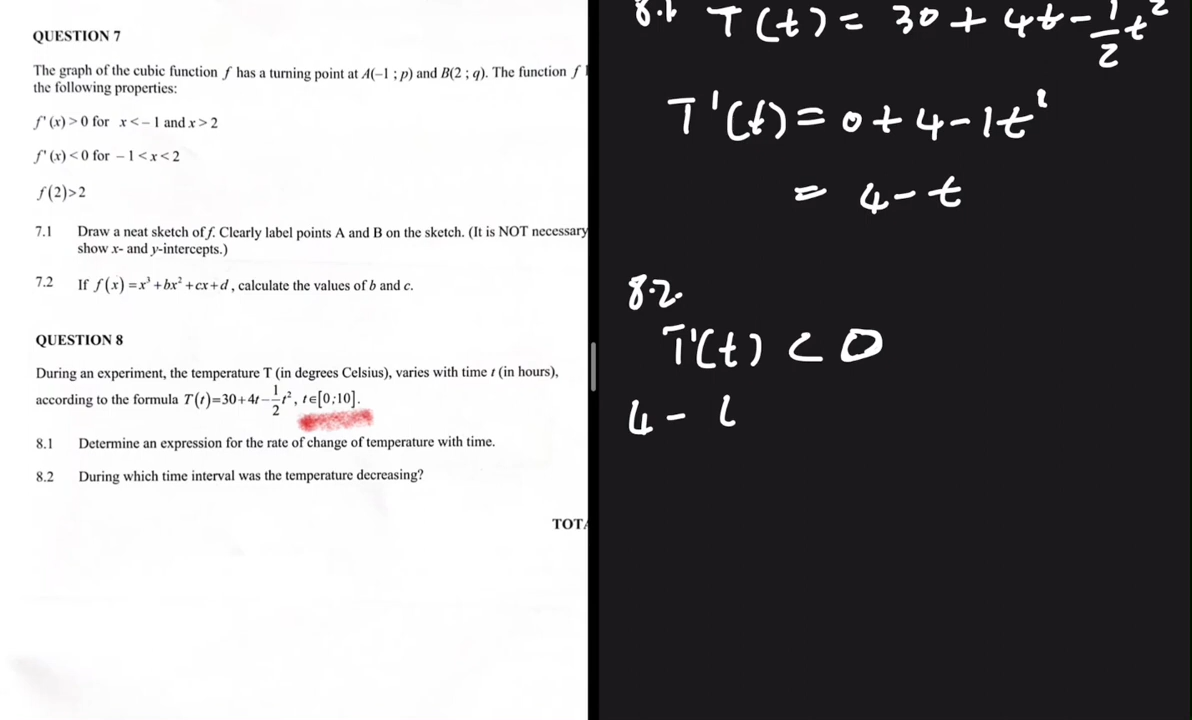 QUESTION 7
The graph of the cubic function f has a turning point at A(−1 ; p) and B(2 ; q). The function f
the following properties:
f'(x) > 0 for x < − 1 and x > 2
f'(x) < 0 for − 1 < x < 2
f(2) > 2
7.1 Draw a neat sketch of f. Clearly label points A and B on the sketch. (It is NOT necessary
show x- and y-intercepts.)
7.2 If f(x) = x³ + bx² + cx + d, calculate the values of b and c.
QUESTION 8
During an experiment, the temperature T (in degrees Celsius), varies with time t (in hours),
according to the formula T(t)=30+4t−1/2t², t∈[0;10].
8.1 Determine an expression for the rate of change of temperature with time.
8.2 During which time interval was the temperature decreasing?
8.1 T(t) = 30 + 4t − 1/2t²
T'(t) = 0 + 4 − 1t¹
= 4 − t
8.2.
T'(t) < 0
4 −